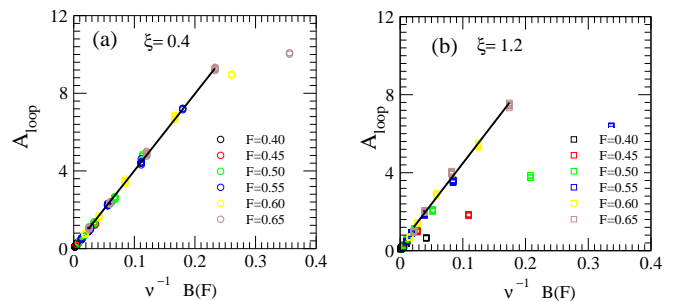 (a)
ξ = 0.4
A_loop
12
8
4
0
F=0.40
F=0.45
F=0.50
F=0.55
F=0.60
F=0.65
0 0.1 0.2 0.3 0.4
ν⁻¹ B(F)
(b)
ξ = 1.2
A_loop
12
8
4
0
F=0.40
F=0.45
F=0.50
F=0.55
F=0.60
F=0.65
0 0.1 0.2 0.3 0.4
ν⁻¹ B(F)